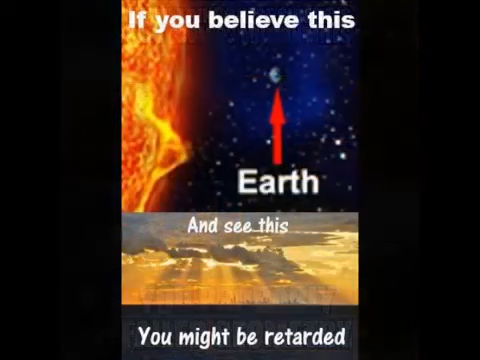 If you believe this
Earth
And see this
You might be retarded